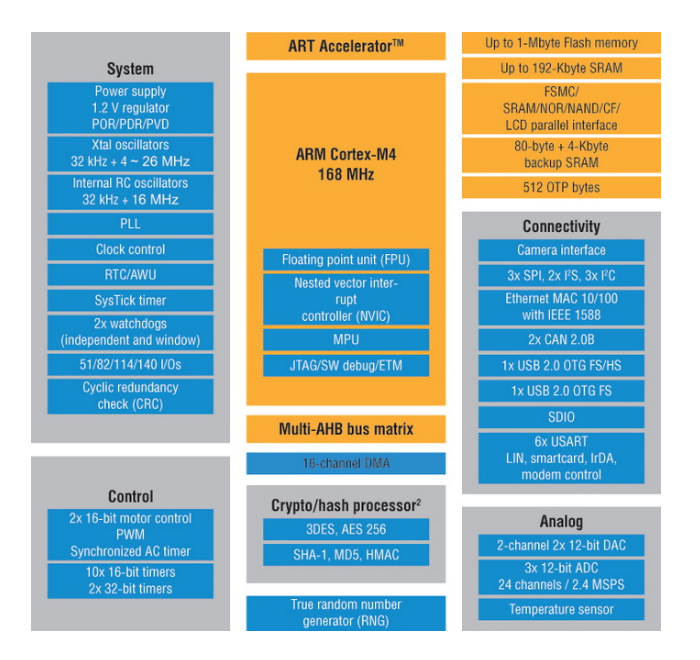 System
Power supply
1.2 V regulator
POR/PDR/PVD
Xtal oscillators
32 kHz + 4 ~ 26 MHz
Internal RC oscillators
32 kHz + 16 MHz
PLL
Clock control
RTC/AWU
SysTick timer
2x watchdogs
(independent and window)
51/82/114/140 I/Os
Cyclic redundancy
check (CRC)
Control
2x 16-bit motor control
PWM
Synchronized AC timer
10x 16-bit timers
2x 32-bit timers
ART Accelerator™
ARM Cortex-M4
168 MHz
Floating point unit (FPU)
Nested vector inter-
rupt
controller (NVIC)
MPU
JTAG/SW debug/ETM
Multi-AHB bus matrix
16-channel DMA
Crypto/hash processor²
3DES, AES 256
SHA-1, MD5, HMAC
True random number
generator (RNG)
Up to 1-Mbyte Flash memory
Up to 192-Kbyte SRAM
FSMC/
SRAM/NOR/NAND/CF/
LCD parallel interface
80-byte + 4-Kbyte
backup SRAM
512 OTP bytes
Connectivity
Camera interface
3x SPI, 2x I²S, 3x I²C
Ethernet MAC 10/100
with IEEE 1588
2x CAN 2.0B
1x USB 2.0 OTG FS/HS
1x USB 2.0 OTG FS
SDIO
6x USART
LIN, smartcard, IrDA,
modem control
Analog
2-channel 2x 12-bit DAC
3x 12-bit ADC
24 channels / 2.4 MSPS
Temperature sensor